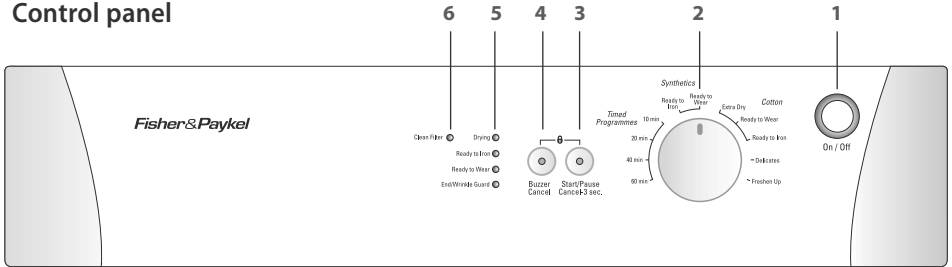 Control panel
6 5 4 3 2 1
Fisher&Paykel
Clean Filter
Drying
Ready to Iron
Ready to Wear
End/Wrinkle Guard
Buzzer
Cancel
Start/Pause
Cancel-3 sec.
Timed
Programmes
10 min
20 min
40 min
60 min
Synthetics
Ready to
Iron
Ready to
Wear
Cotton
Extra Dry
Ready to Wear
Ready to Iron
Delicates
Freshen Up
On / Off